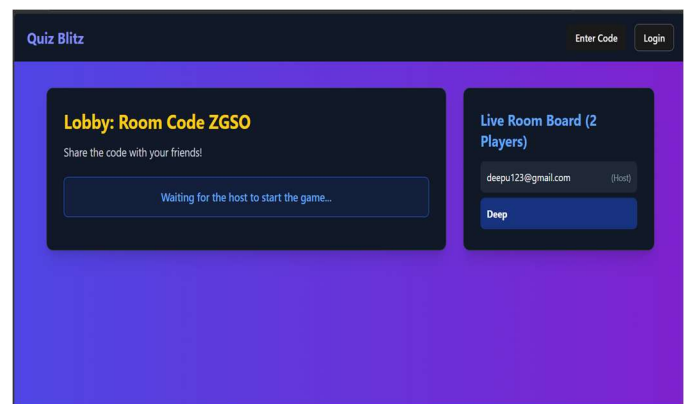 Quiz Blitz
Enter Code
Login
Lobby: Room Code ZGSO
Share the code with your friends!
Waiting for the host to start the game...
Live Room Board (2
Players)
deepu123@gmail.com (Host)
Deep